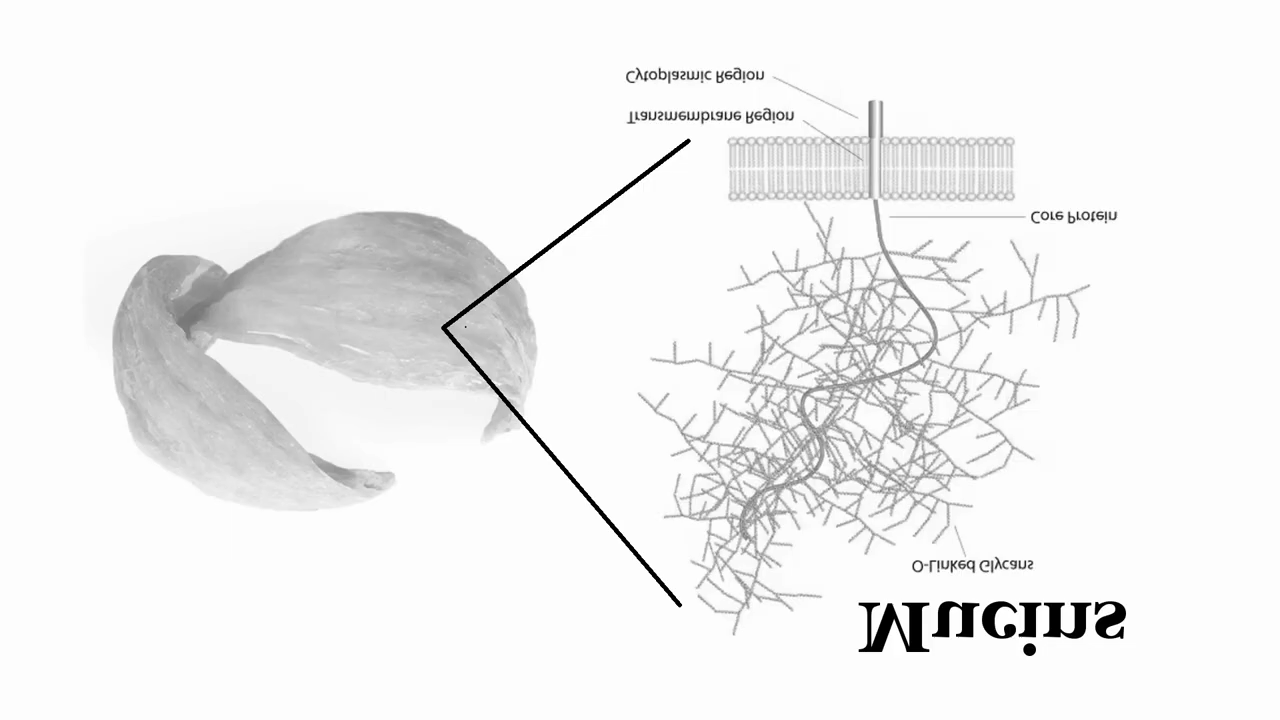 Cytoplasmic Region
Transmembrane Region
Core Protein
O-Linked Glycans
Mucins